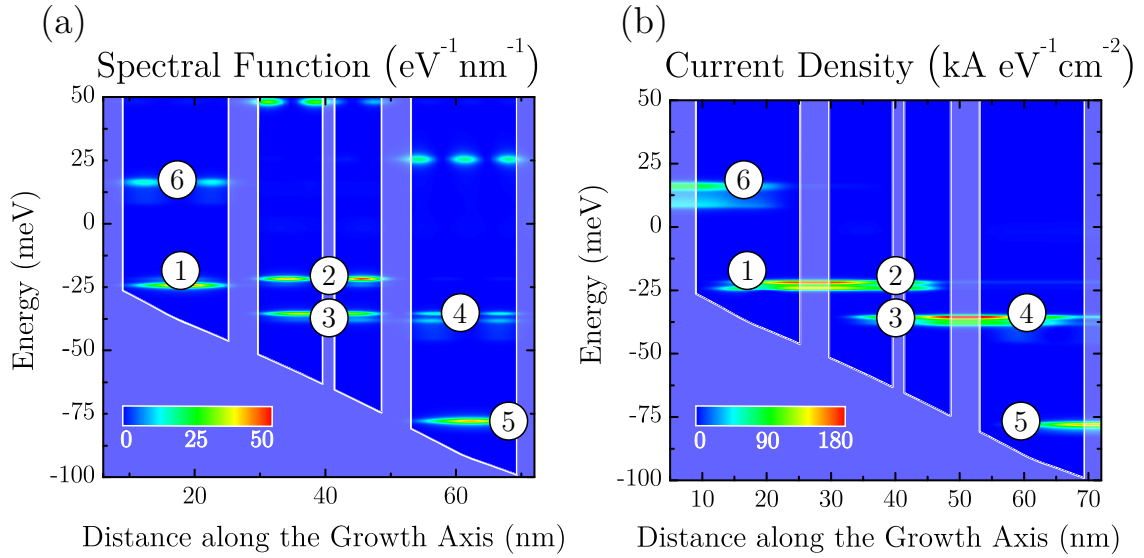 (a)
Spectral Function (eV⁻¹nm⁻¹)
Energy (meV)
50
25
0
-25
-50
-75
-100
6
1
2
3
4
5
0 25 50
20 40 60
Distance along the Growth Axis (nm)
(b)
Current Density (kA eV⁻¹cm⁻²)
Energy (meV)
50
25
0
-25
-50
-75
-100
6
1
2
3
4
5
0 90 180
10 20 30 40 50 60 70
Distance along the Growth Axis (nm)